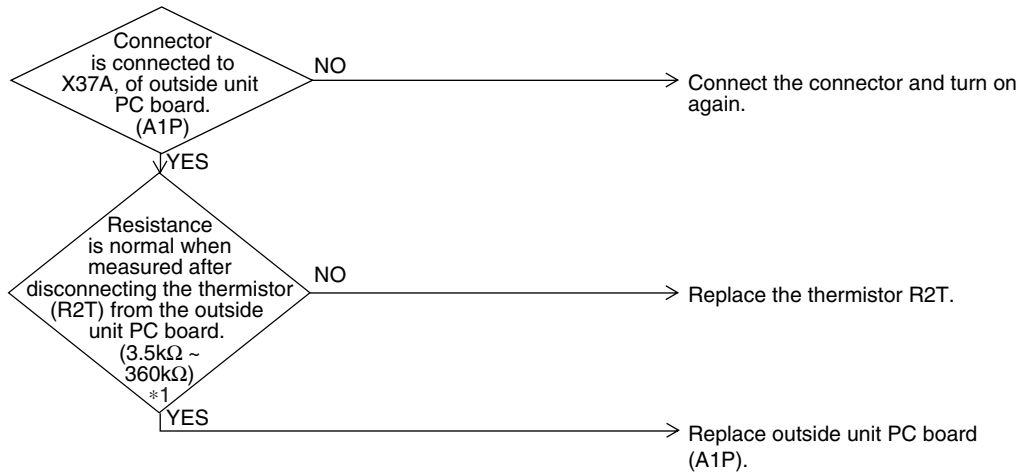 Connector
is connected to
X37A, of outside unit
PC board.
(A1P)
NO
Connect the connector and turn on
again.
YES
Resistance
is normal when
measured after
disconnecting the thermistor
(R2T) from the outside
unit PC board.
(3.5kΩ ~
360kΩ)
*1
NO
Replace the thermistor R2T.
YES
Replace outside unit PC board
(A1P).